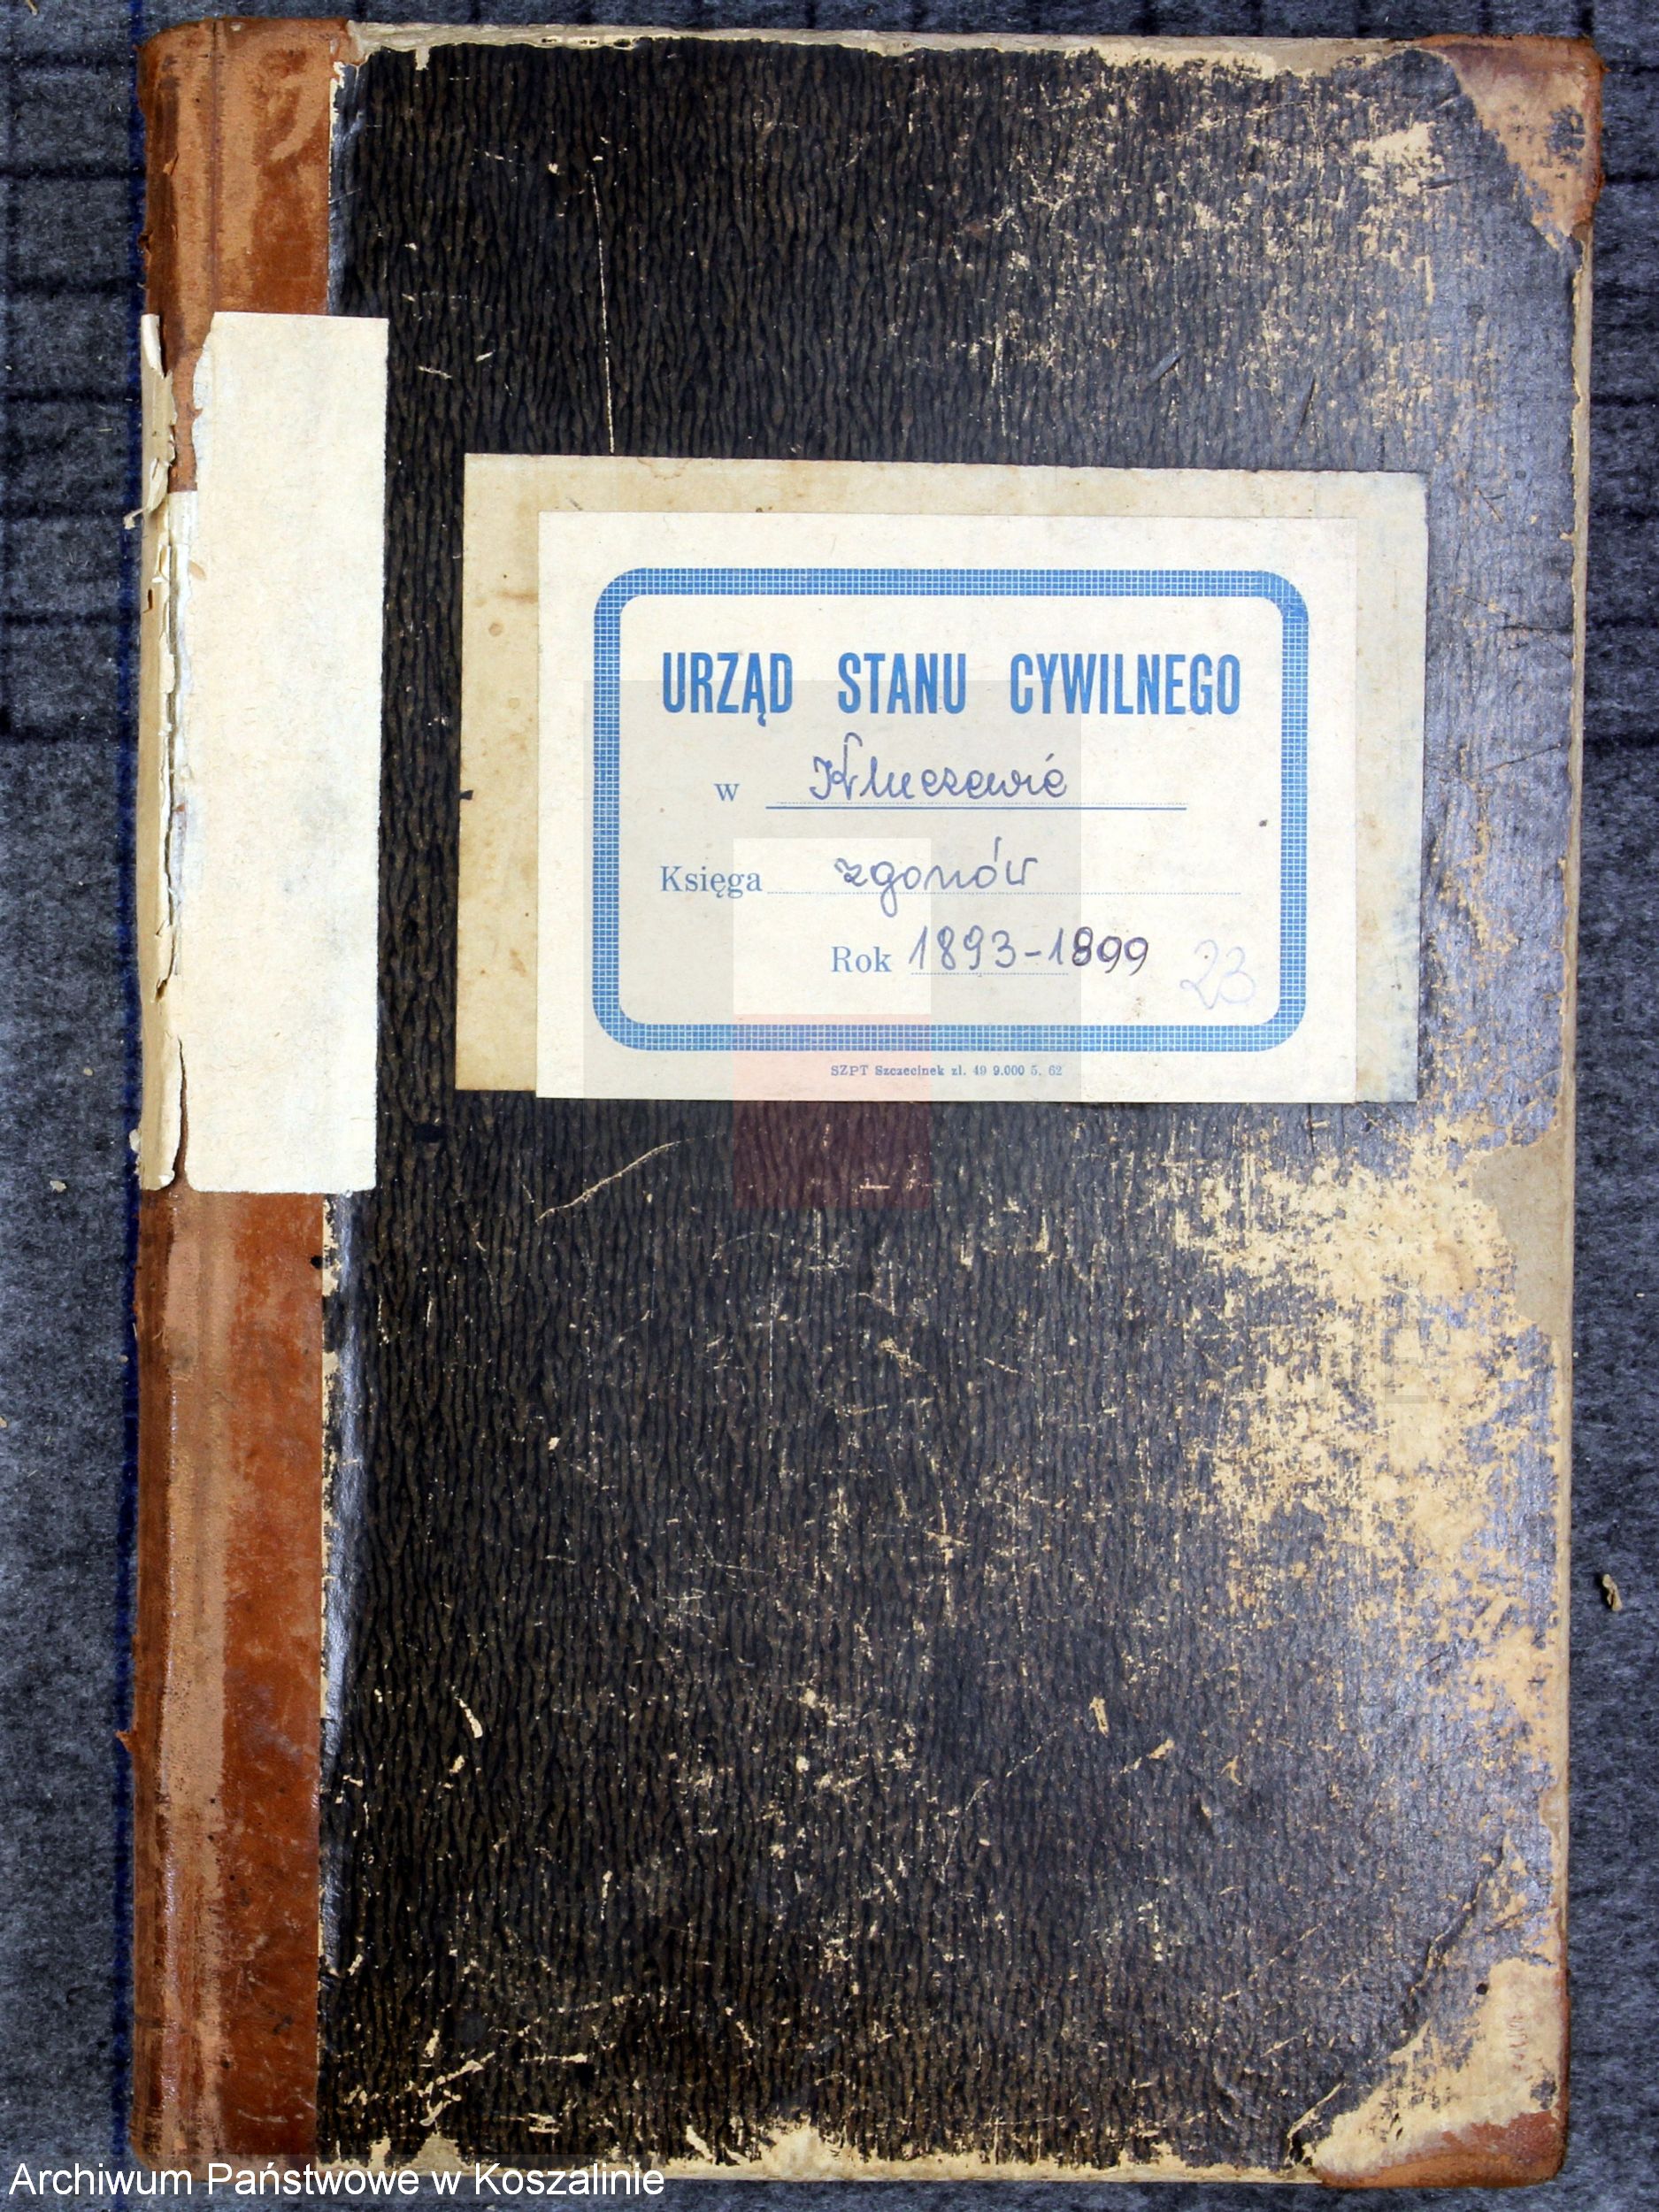 URZĄD STANU CYWILNEGO
w Kluczewie
Księga zgonów
Rok 1893-1899 23
SZPT Szczecinek zl. 49 9.000 5. 62
Archiwum Państwowe w Koszalinie